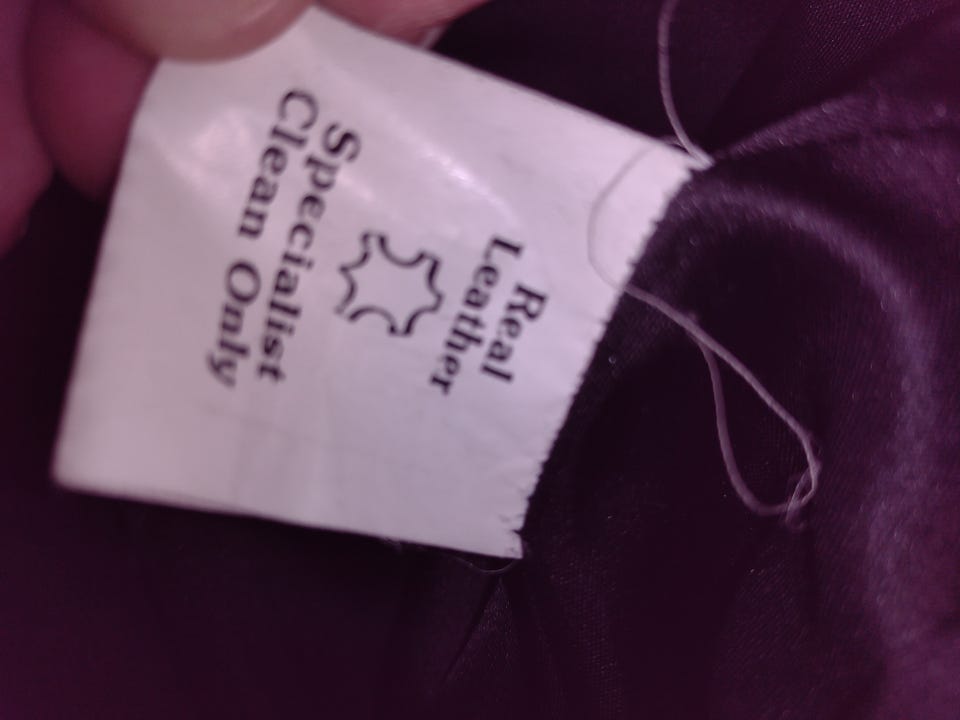 Real
Leather
Specialist
Clean Only